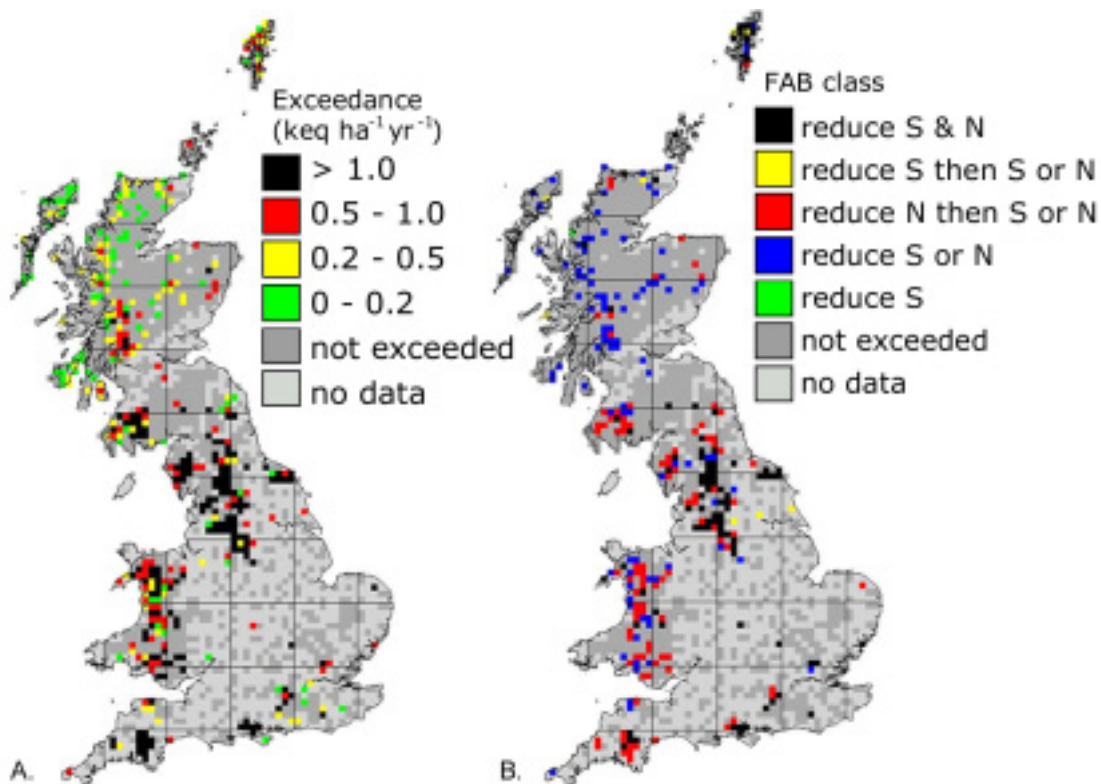 Exceedance
(keq ha⁻¹ yr⁻¹)
> 1.0
0.5 - 1.0
0.2 - 0.5
0 - 0.2
not exceeded
no data
A.
FAB class
reduce S & N
reduce S then S or N
reduce N then S or N
reduce S or N
reduce S
not exceeded
no data
B.